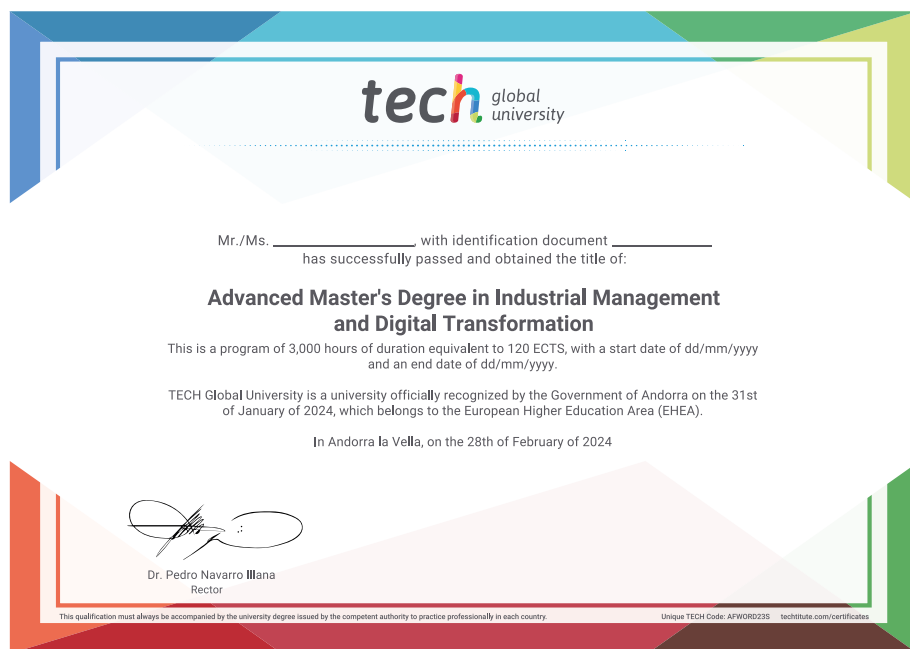 tech global
university
Mr./Ms. ____________, with identification document ____________
has successfully passed and obtained the title of:
Advanced Master's Degree in Industrial Management
and Digital Transformation
This is a program of 3,000 hours of duration equivalent to 120 ECTS, with a start date of dd/mm/yyyy
and an end date of dd/mm/yyyy.
TECH Global University is a university officially recognized by the Government of Andorra on the 31st
of January of 2024, which belongs to the European Higher Education Area (EHEA).
In Andorra la Vella, on the 28th of February of 2024
Dr. Pedro Navarro Illana
Rector
This qualification must always be accompanied by the university degree issued by the competent authority to practice professionally in each country.
Unique TECH Code: AFWORD23S techtitute.com/certificates